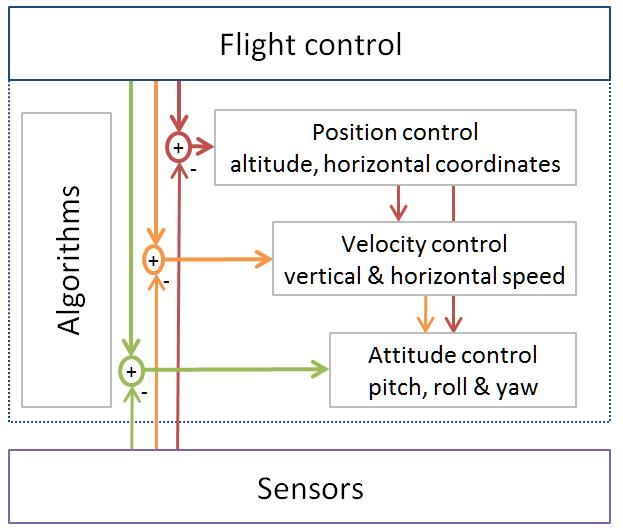 Flight control
Algorithms
+
-
Position control
altitude, horizontal coordinates
+
-
Velocity control
vertical & horizontal speed
+
-
Attitude control
pitch, roll & yaw
Sensors